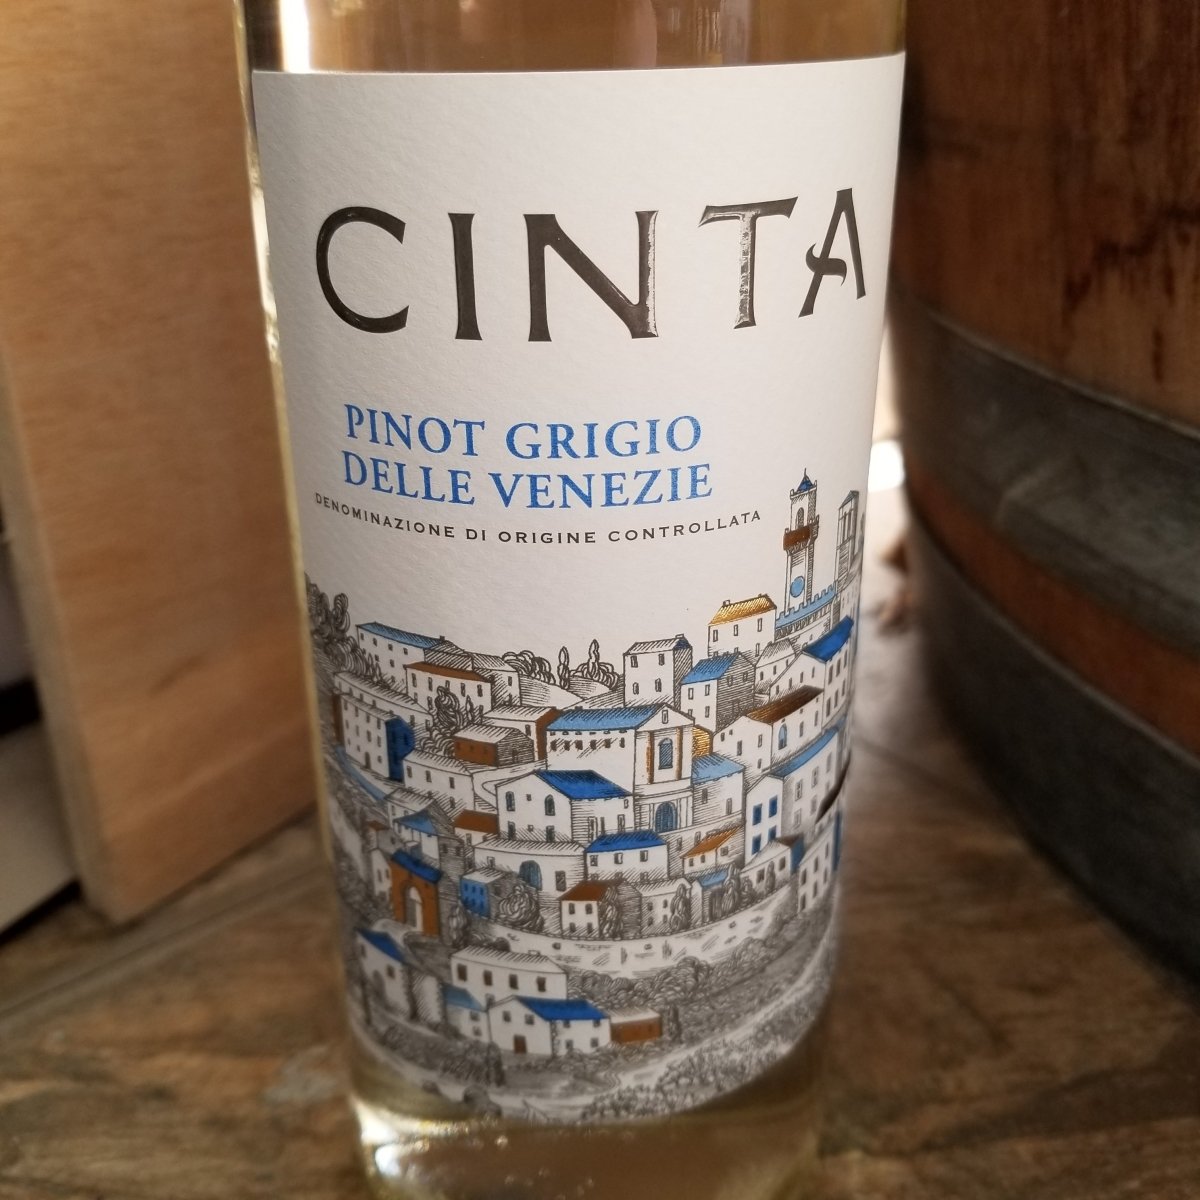 CINTA
PINOT GRIGIO
DELLE VENEZIE
DENOMINAZIONE DI ORIGINE CONTROLLATA